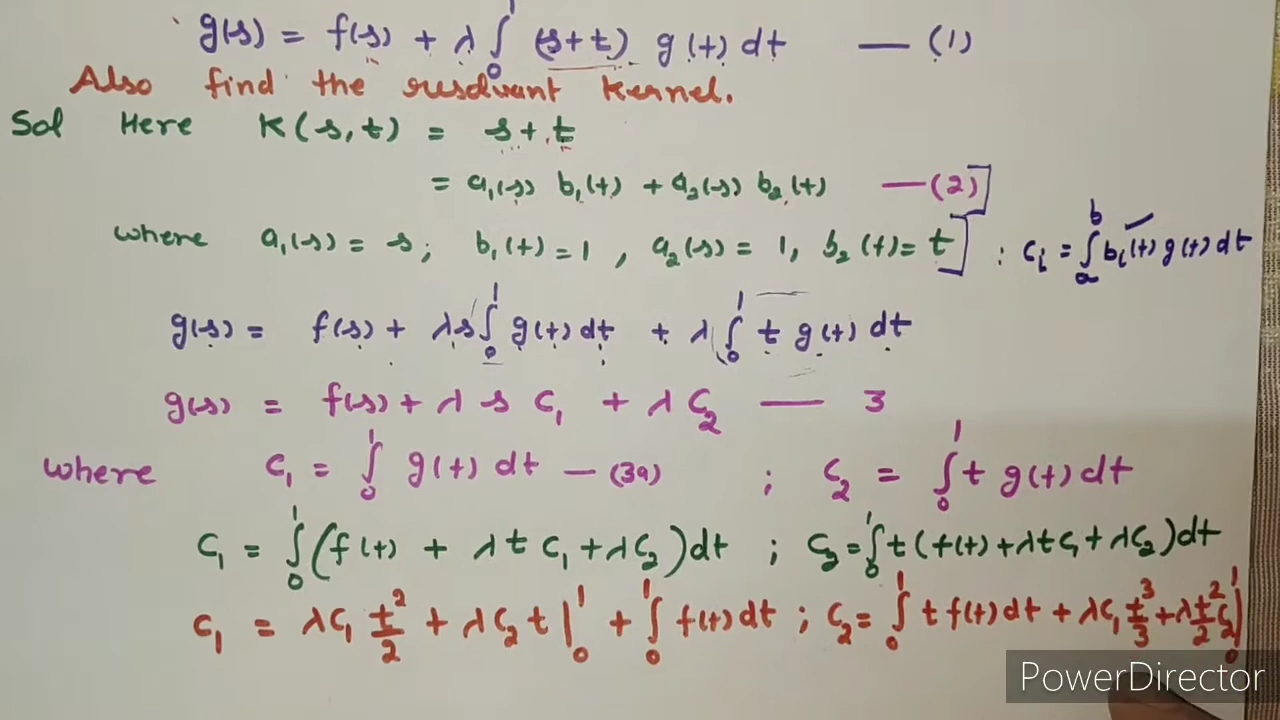 g(s) = f(s) + λ ∫₀¹ (s+t) g(t) dt — (1)
Also find the resolvant Kernel.
Sol Here K(s,t) = s+t
= a₁(s) b₁(t) + a₂(s) b₂(t) — (2)
where a₁(s) = s; b₁(t) = 1, a₂(s) = 1, b₂(t) = t : cᵢ = ∫ₐᵇ bᵢ(t) g(t) dt
g(s) = f(s) + λs ∫₀¹ g(t) dt + λ ∫₀¹ t g(t) dt
g(s) = f(s) + λ s C₁ + λ C₂ — 3
where C₁ = ∫₀¹ g(t) dt — (3a) ; C₂ = ∫₀¹ t g(t) dt
C₁ = ∫₀¹ (f(t) + λ t C₁ + λC₂) dt ; C₂ = ∫₀¹ t (f(t) + λtC₁ + λC₂) dt
C₁ = λC₁ t²/2 + λC₂ t |₀¹ + ∫₀¹ f(t) dt ; C₂ = ∫₀¹ t f(t) dt + λC₁ t³/3 + λ t²/2 C₂ |₀¹
PowerDirector